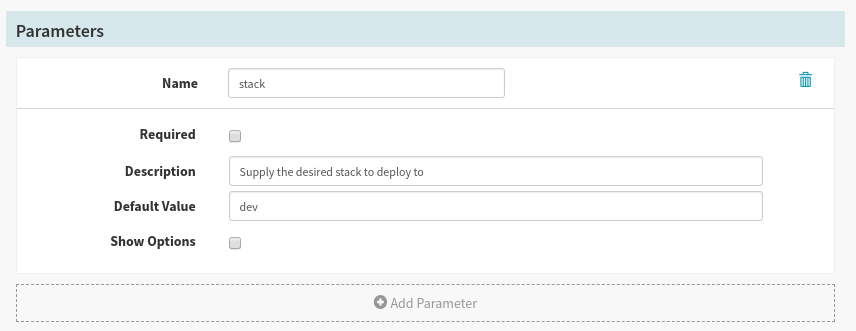 Parameters
Name stack
Required
Description Supply the desired stack to deploy to
Default Value dev
Show Options
Add Parameter